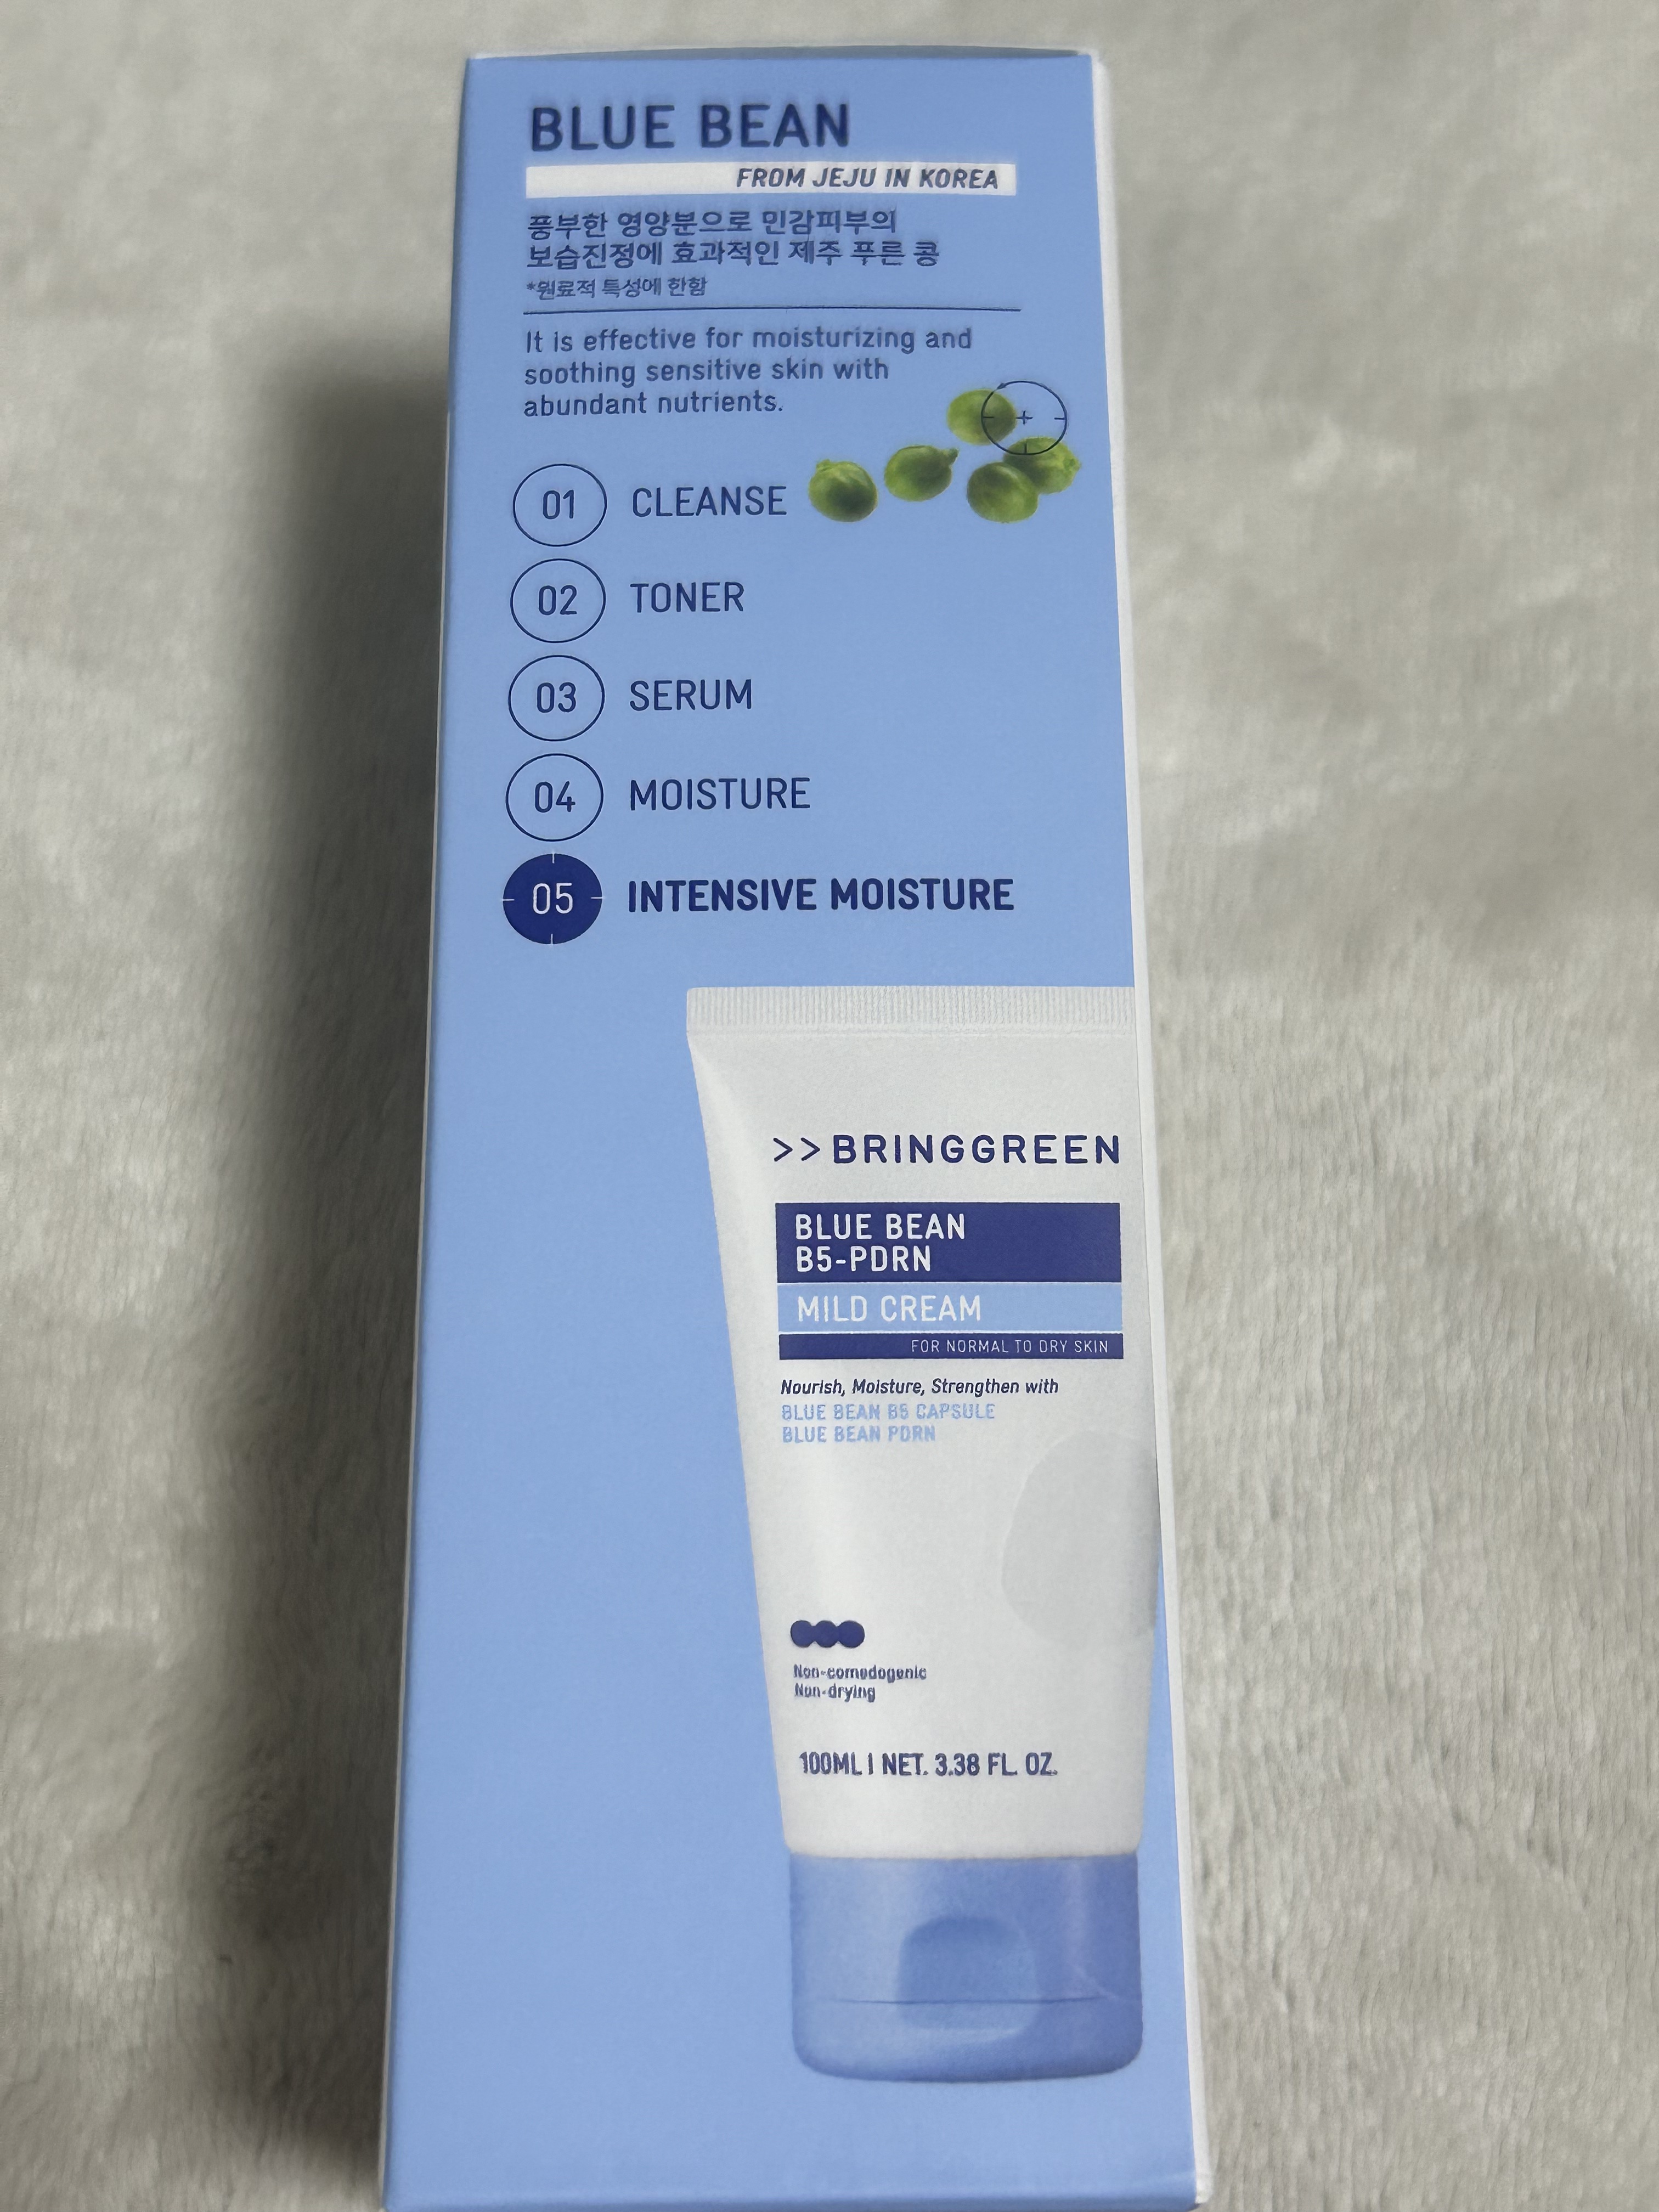 BLUE BEAN
FROM JEJU IN KOREA
풍부한 영양분으로 민감피부의
보습진정에 효과적인 제주 푸른 콩
*원료적 특성에 한함
It is effective for moisturizing and
soothing sensitive skin with
abundant nutrients.
01 CLEANSE
02 TONER
03 SERUM
04 MOISTURE
05 INTENSIVE MOISTURE
>>BRINGGREEN
BLUE BEAN
B5-PDRN
MILD CREAM
FOR NORMAL TO DRY SKIN
Nourish, Moisture, Strengthen with
BLUE BEAN B5 CAPSULE
BLUE BEAN PDRN
Non-comedogenic
Non-drying
100ML | NET. 3.38 FL. OZ.